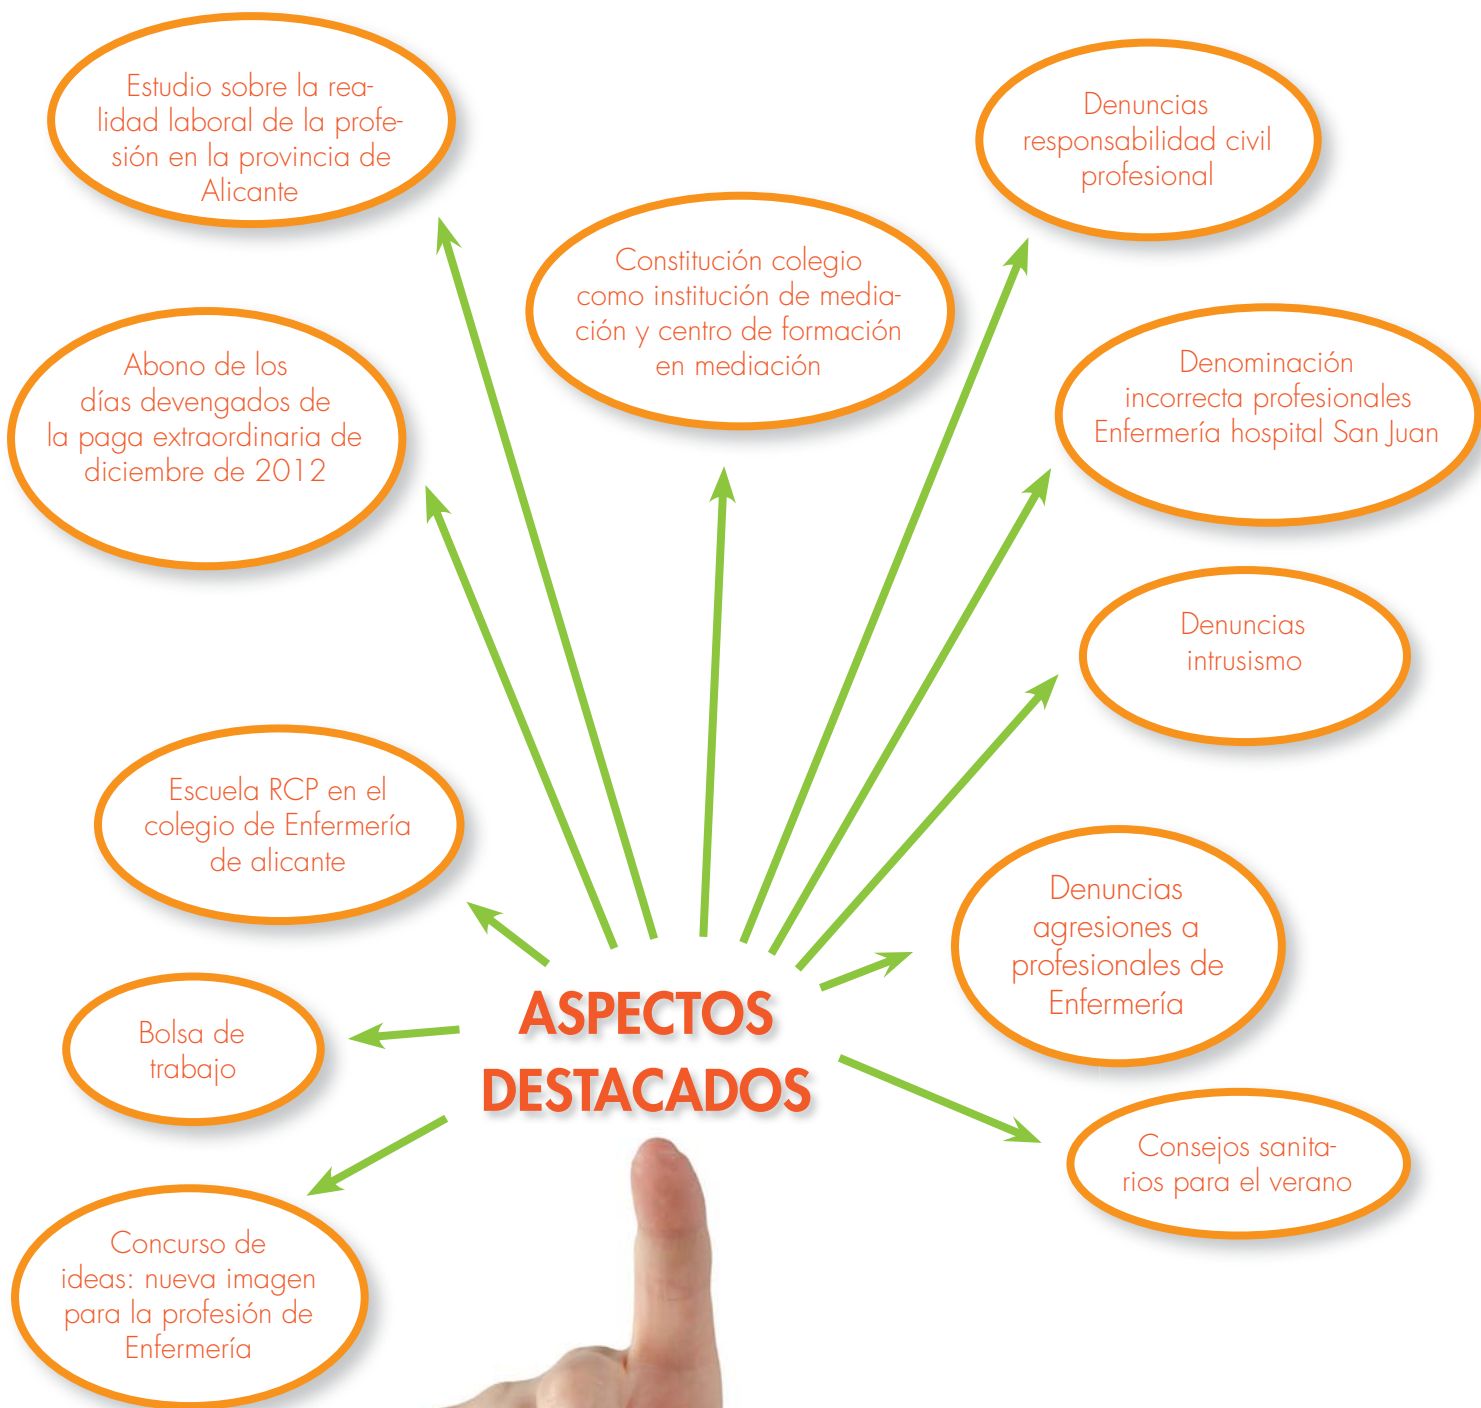 Estudio sobre la rea-
lidad laboral de la profe-
sión en la provincia de
Alicante
Denuncias
responsabilidad civil
profesional
Constitución colegio
como institución de media-
ción y centro de formación
en mediación
Abono de los
días devengados de
la paga extraordinaria de
diciembre de 2012
Denominación
incorrecta profesionales
Enfermería hospital San Juan
Denuncias
intrusismo
Escuela RCP en el
colegio de Enfermería
de alicante
Denuncias
agresiones a
profesionales de
Enfermería
Bolsa de
trabajo
ASPECTOS
DESTACADOS
Consejos sanita-
rios para el verano
Concurso de
ideas: nueva imagen
para la profesión de
Enfermería